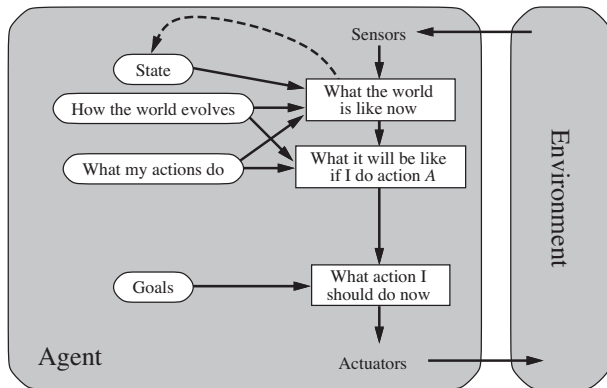 Sensors
State
What the world
is like now
How the world evolves
What my actions do
What it will be like
if I do action A
Goals
What action I
should do now
Agent
Actuators
Environment